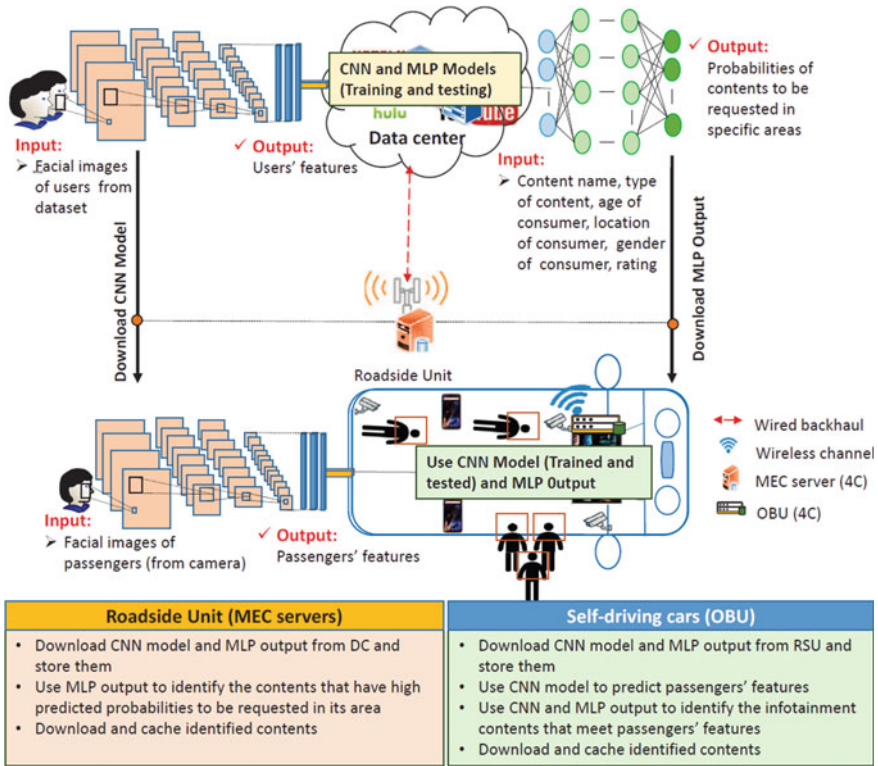 CNN and MLP Models
(Training and testing)
hulu
Data center
Input:
➢ Facial images
of users from
dataset
✓ Output:
Users' features
Input:
➢ Content name, type
of content, age of
consumer, location
of consumer, gender
of consumer, rating
✓ Output:
Probabilities of
contents to be
requested in
specific areas
Download CNN Model
Download MLP Output
Roadside Unit
Use CNN Model (Trained and
tested) and MLP Output
Input:
➢ Facial images of
passengers (from camera)
✓ Output:
Passengers' features
Wired backhaul
Wireless channel
MEC server (4C)
OBU (4C)
Roadside Unit (MEC servers)
• Download CNN model and MLP output from DC and
store them
• Use MLP output to identify the contents that have high
predicted probabilities to be requested in its area
• Download and cache identified contents
Self-driving cars (OBU)
• Download CNN model and MLP output from RSU and
store them
• Use CNN model to predict passengers' features
• Use CNN and MLP output to identify the infotainment
contents that meet passengers' features
• Download and cache identified contents